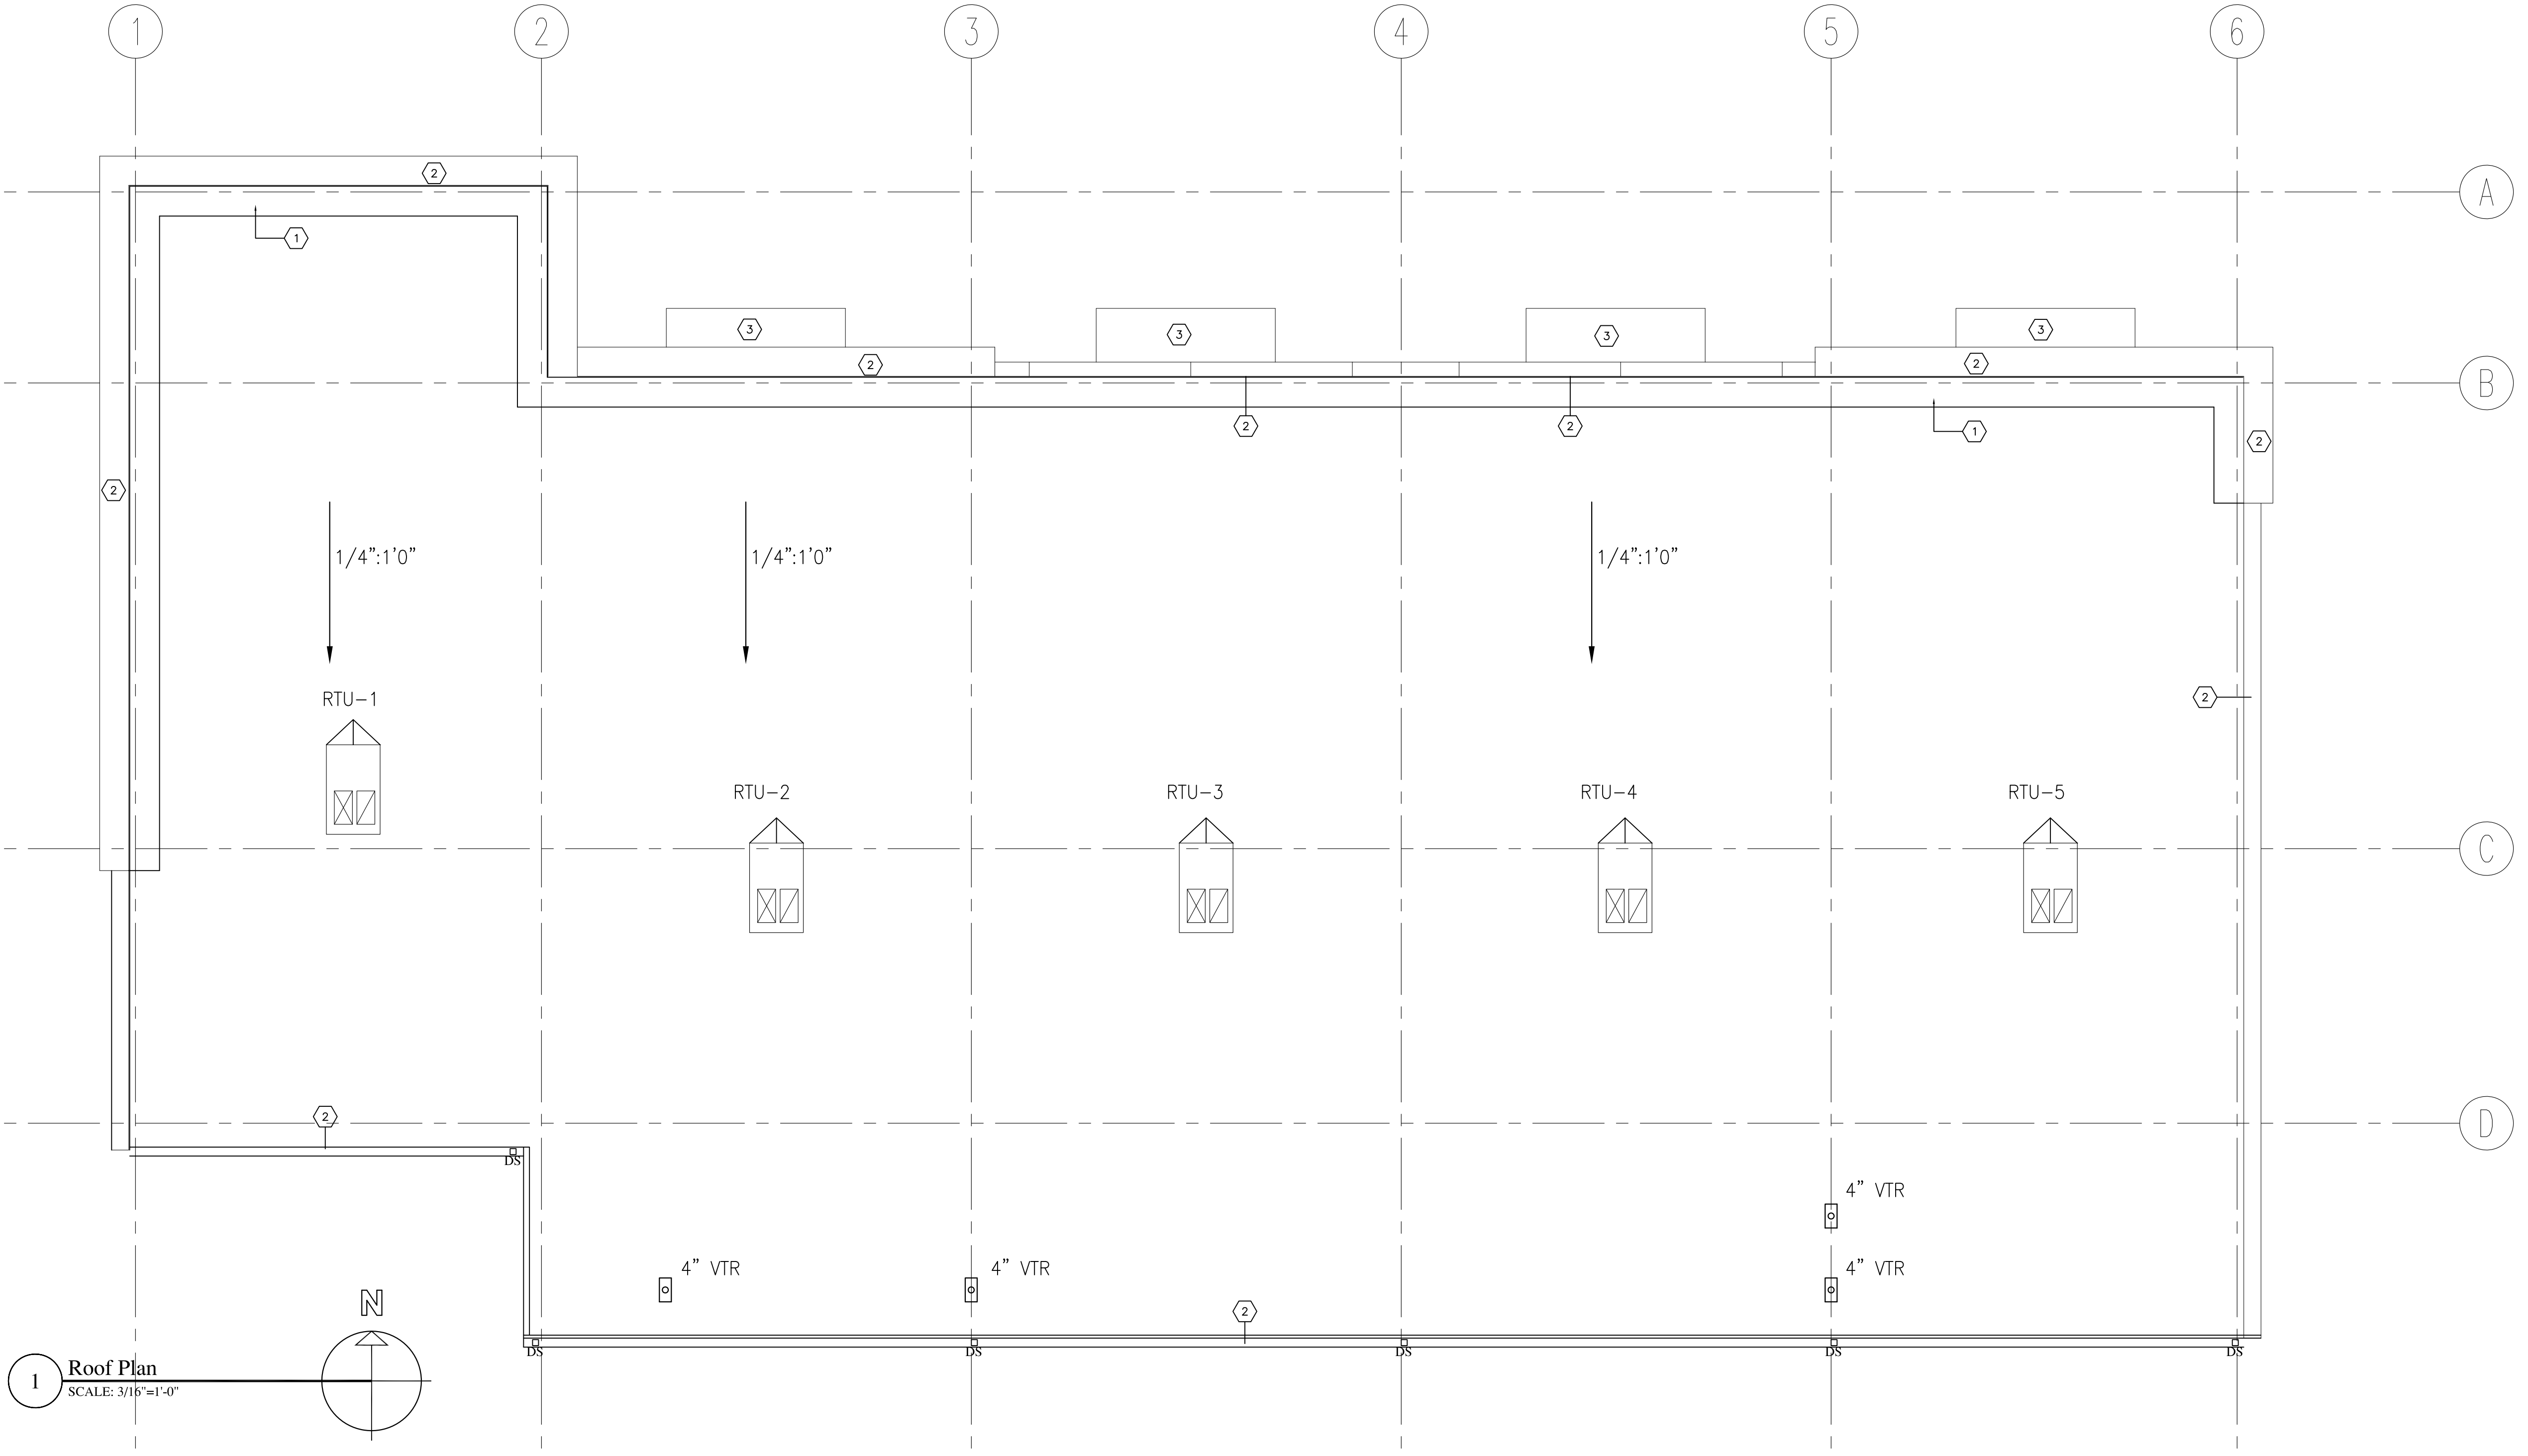 1 2 3 4 5 6
2
A
1
3 3 3 3
2 2
B
2 2 1
2
2
1/4”:1’0” 1/4”:1’0” 1/4”:1’0”
RTU-1
2
RTU-2 RTU-3 RTU-4 RTU-5
C
2
D
DS
4” VTR
4” VTR 4” VTR 4” VTR
N
2
DS DS DS DS DS
1 Roof Plan
SCALE: 3/16"=1'-0"